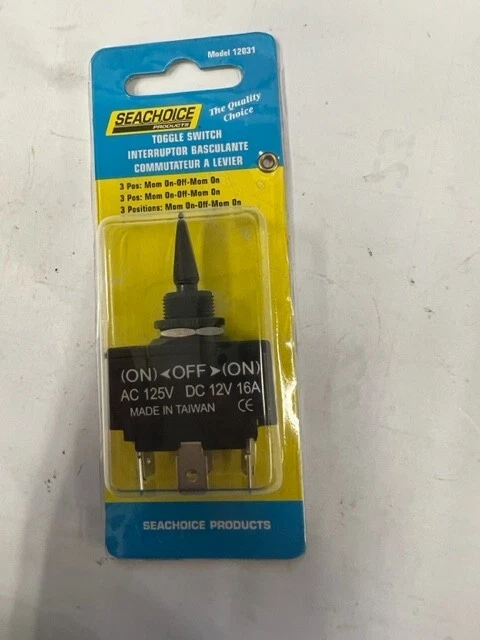 Model 12031
SEACHOICE
PRODUCTS
The Quality
Choice
TOGGLE SWITCH
INTERRUPTOR BASCULANTE
COMMUTATEUR A LEVIER
3 Pos: Mom On-Off-Mom On
3 Pos: Mom On-Off-Mom On
3 Positions: Mom On-Off-Mom On
(ON)◄OFF►(ON)
AC 125V DC 12V 16A
MADE IN TAIWAN CE
SEACHOICE PRODUCTS